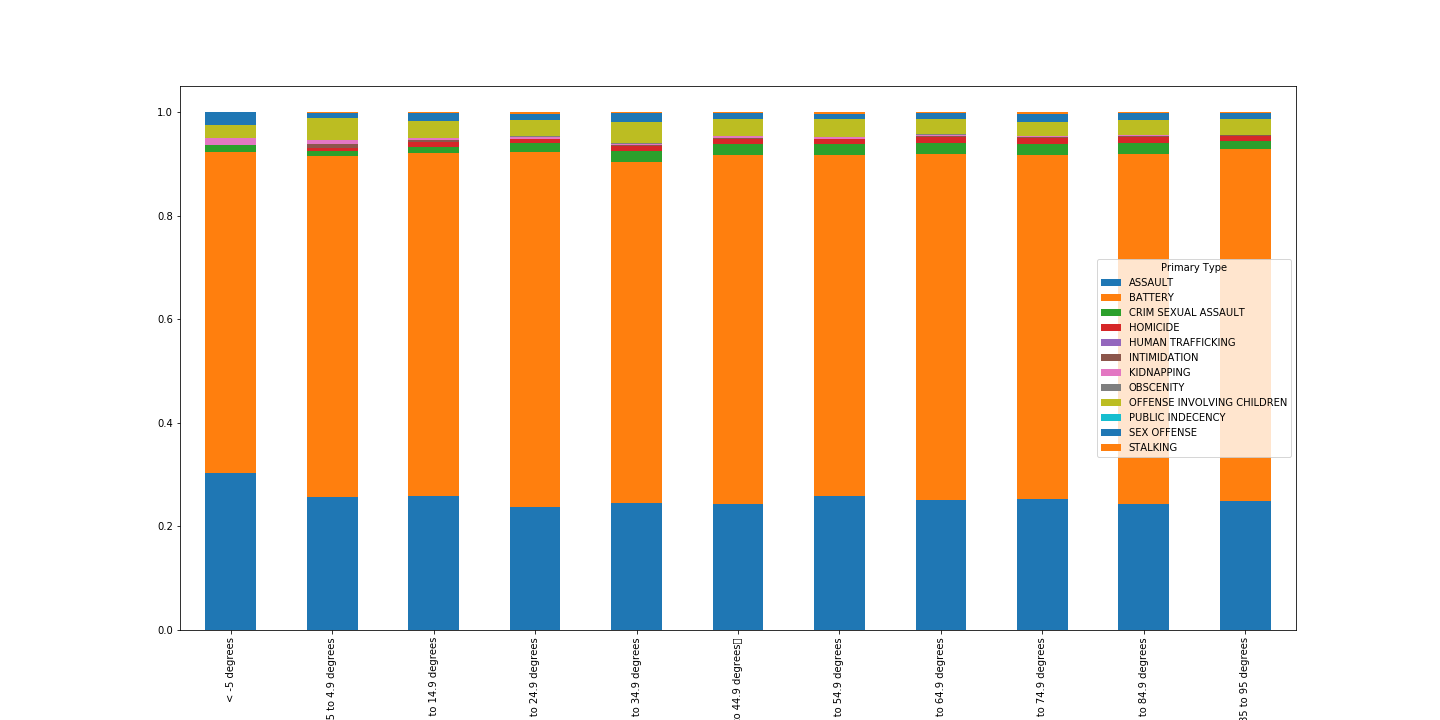 1.0
0.8
0.6
0.4
0.2
0.0
Primary Type
ASSAULT
BATTERY
CRIM SEXUAL ASSAULT
HOMICIDE
HUMAN TRAFFICKING
INTIMIDATION
KIDNAPPING
OBSCENITY
OFFENSE INVOLVING CHILDREN
PUBLIC INDECENCY
SEX OFFENSE
STALKING
< -5 degrees
5 to 4.9 degrees
to 14.9 degrees
to 24.9 degrees
to 34.9 degrees
to 44.9 degrees
to 54.9 degrees
to 64.9 degrees
to 74.9 degrees
to 84.9 degrees
85 to 95 degrees